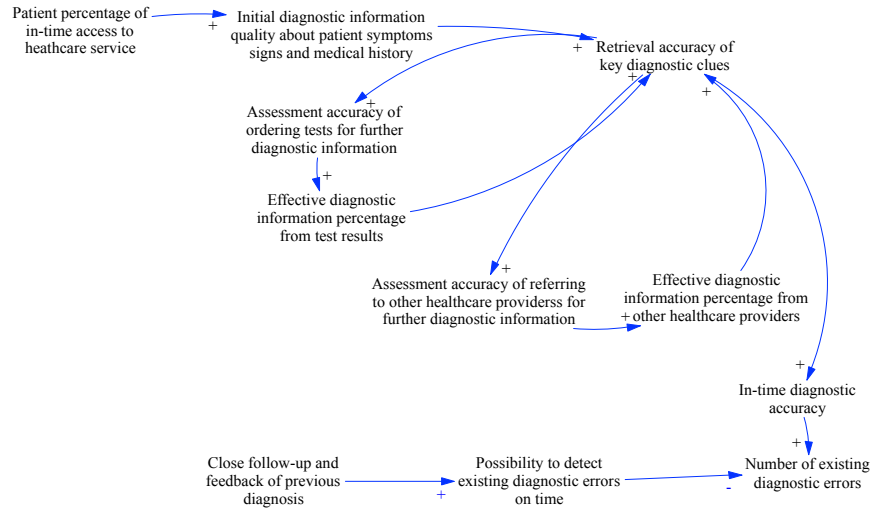 Patient percentage of
in-time access to
heathcare service
+
Initial diagnostic information
quality about patient symptoms
signs and medical history
+
Retrieval accuracy of
key diagnostic clues
+
+
+
Assessment accuracy of
ordering tests for further
diagnostic information
+
Effective diagnostic
information percentage
from test results
+
Assessment accuracy of referring
to other healthcare providerss for
further diagnostic information
Effective diagnostic
information percentage from
+
other healthcare providers
+
In-time diagnostic
accuracy
+
Number of existing
diagnostic errors
Close follow-up and
feedback of previous
diagnosis
+
Possibility to detect
existing diagnostic errors
on time
-